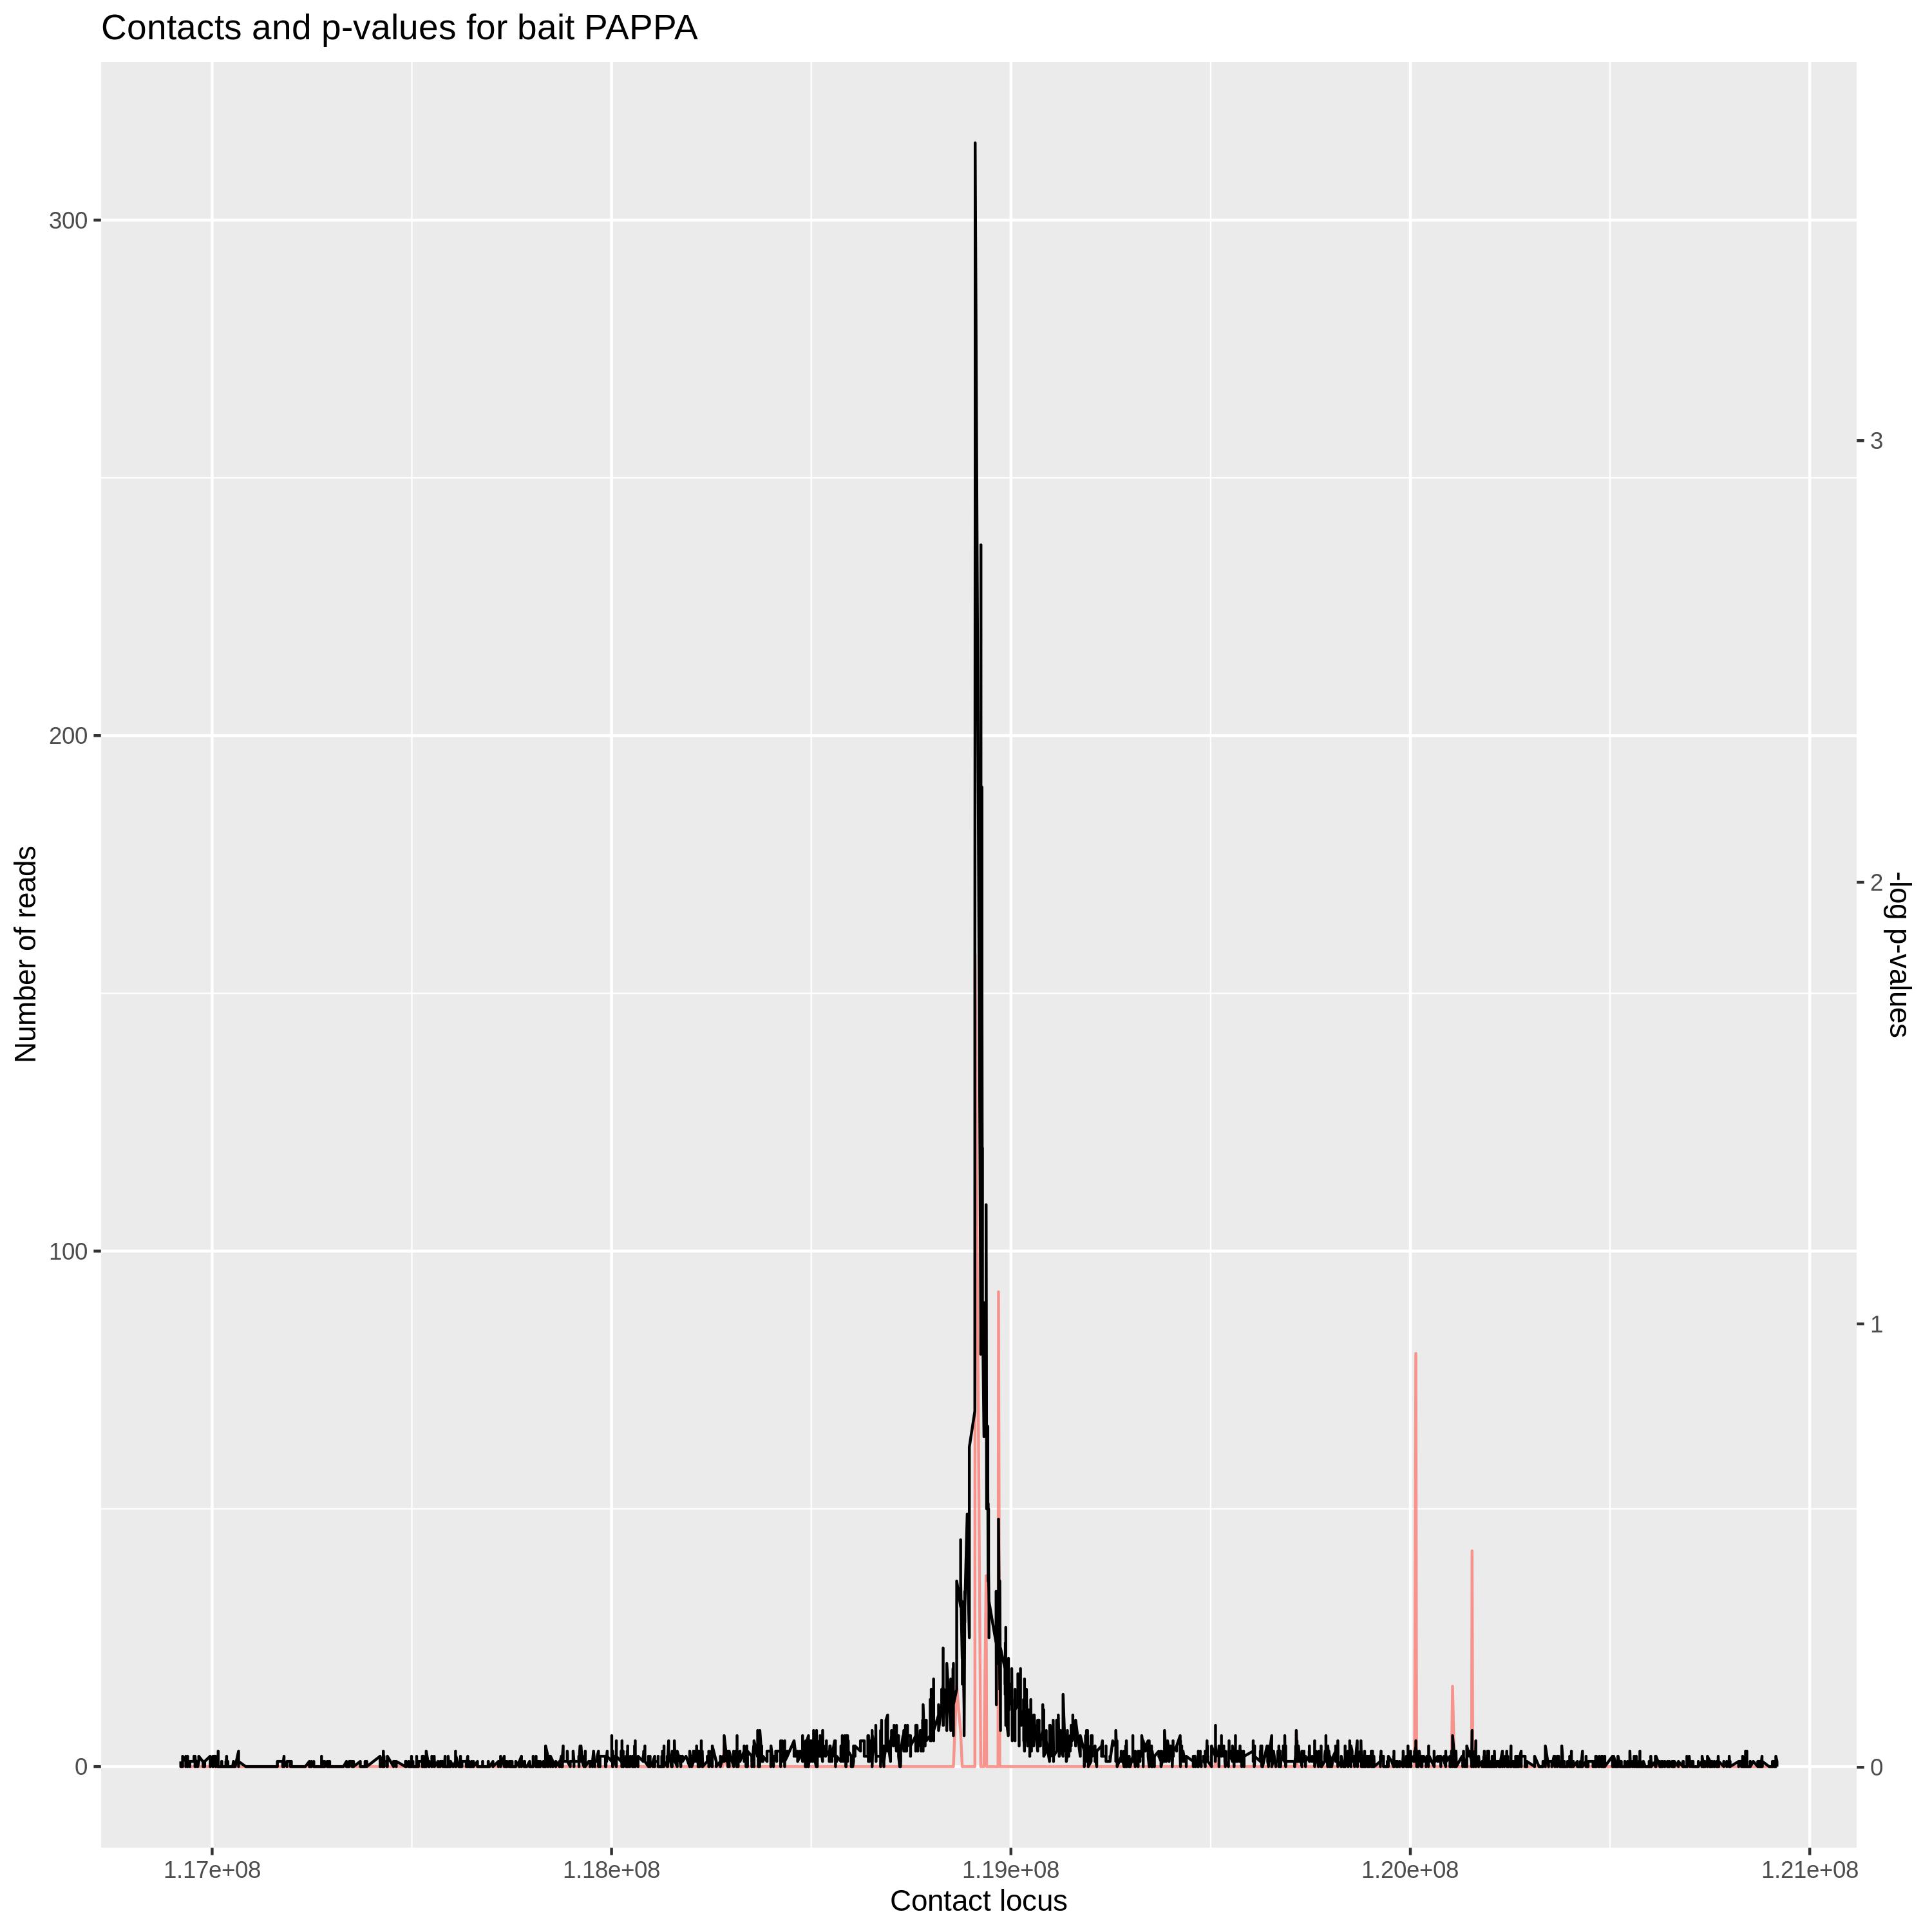 Contacts and p-values for bait PAPPA
Number of reads
300
200
100
0
-log p-values
3
2
1
0
1.17e+08
1.18e+08
1.19e+08
1.20e+08
1.21e+08
Contact locus